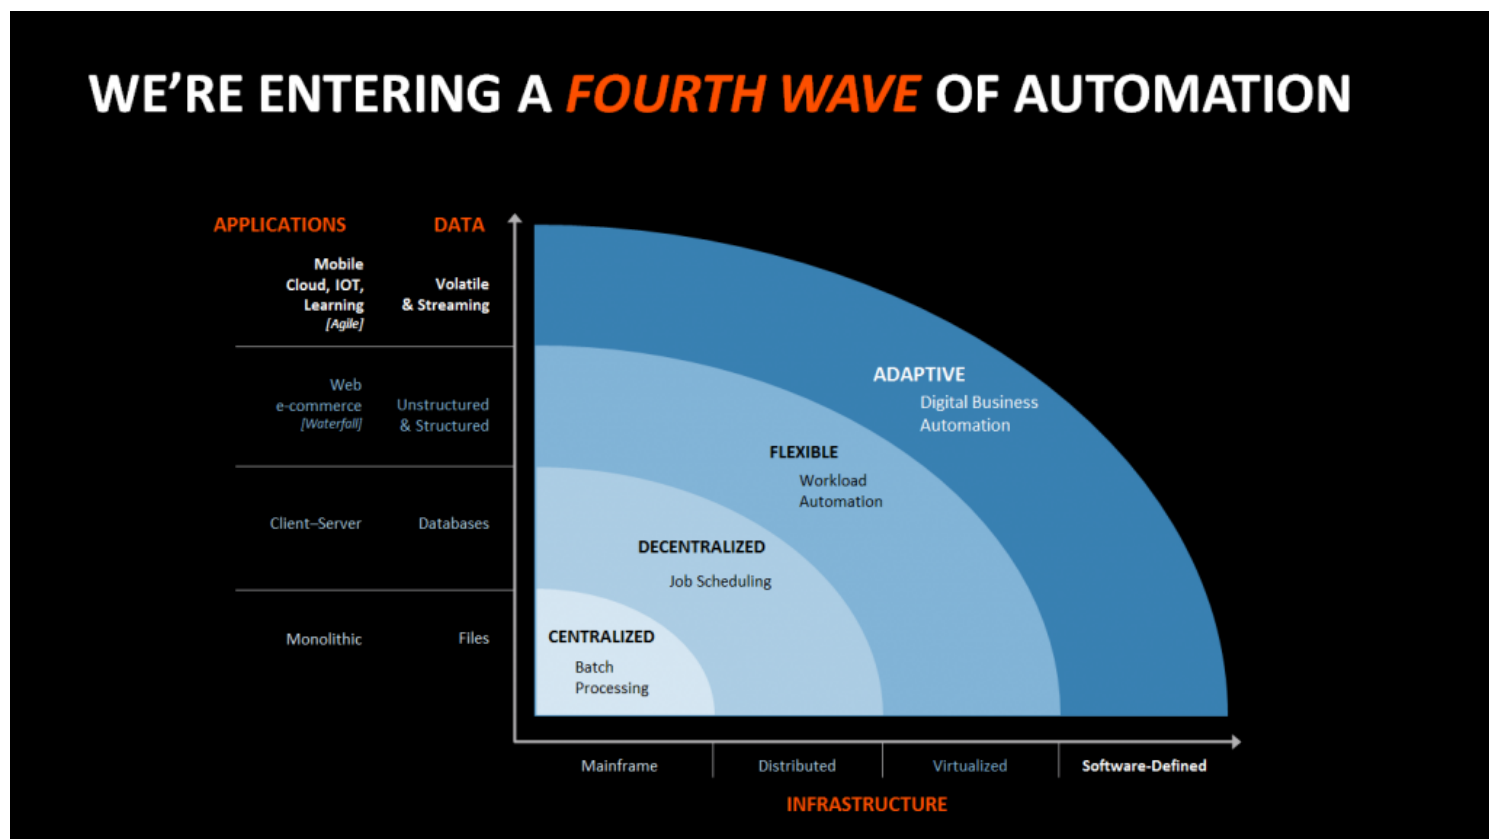 WE’RE ENTERING A FOURTH WAVE OF AUTOMATION
APPLICATIONS
DATA
Mobile
Cloud, IOT,
Learning
[Agile]
Volatile
& Streaming
Web
e-commerce
[Waterfall]
Unstructured
& Structured
Client–Server
Databases
Monolithic
Files
ADAPTIVE
Digital Business
Automation
FLEXIBLE
Workload
Automation
DECENTRALIZED
Job Scheduling
CENTRALIZED
Batch
Processing
Mainframe
Distributed
Virtualized
Software-Defined
INFRASTRUCTURE